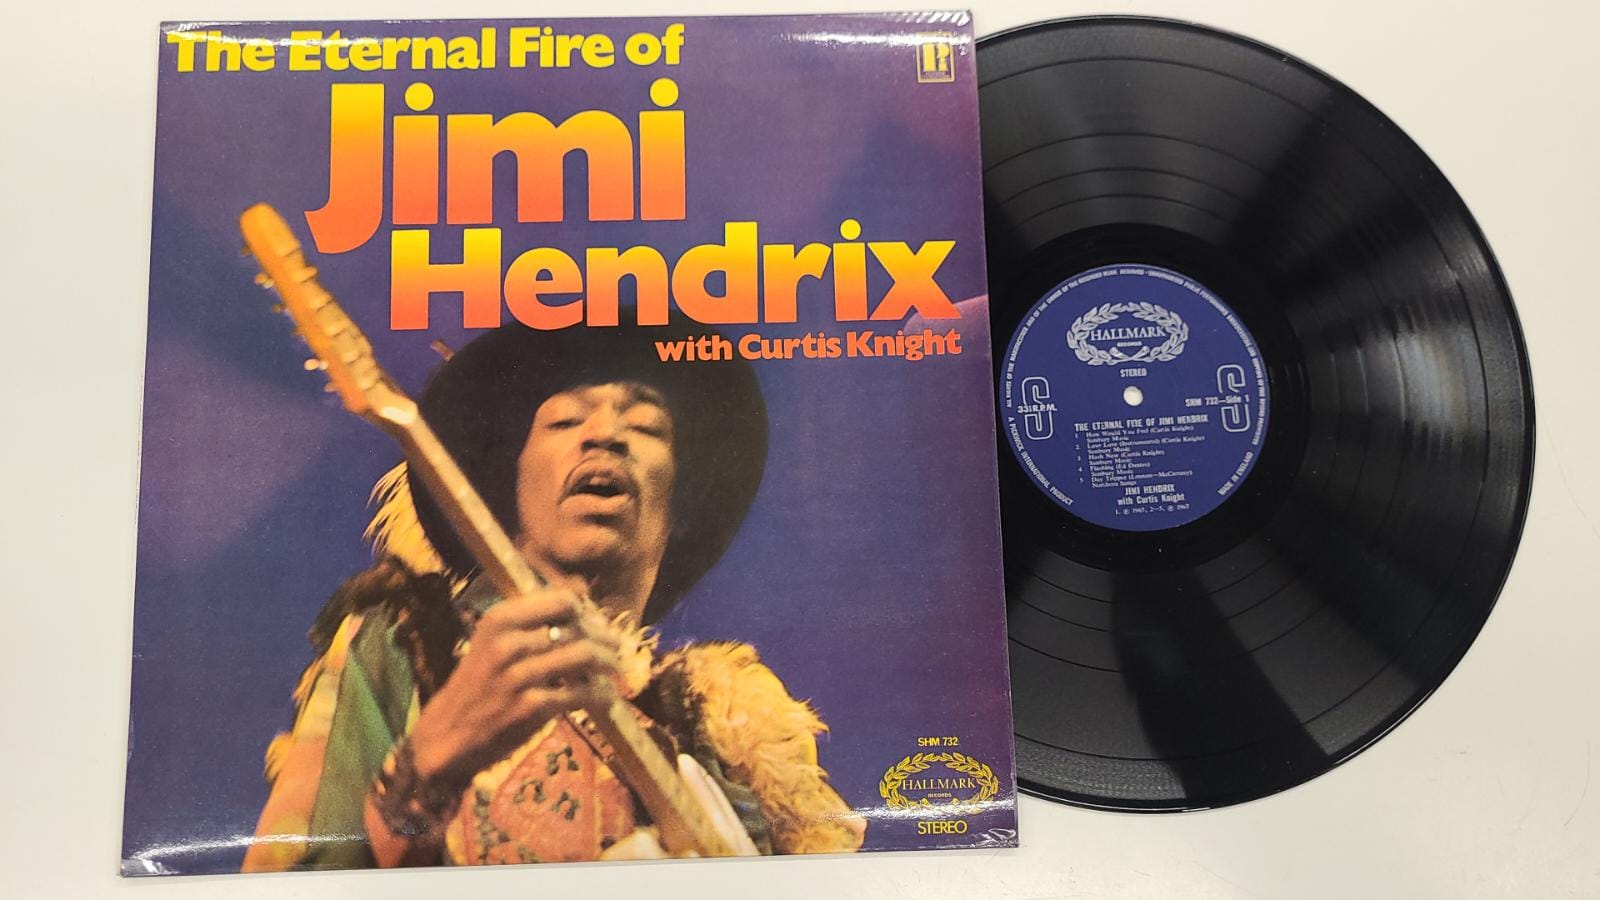 The Eternal Fire of
Jimi
Hendrix
with Curtis Knight
SHM 732
HALLMARK
RECORDS
STEREO
HALLMARK
RECORDS
STEREO
33⅓R.P.M.
SHM 732—Side 1
THE ETERNAL FIRE OF JIMI HENDRIX
1 How Would You Feel (Curtis Knight)
Sunbury Music
2 Love Love (Instrumental) (Curtis Knight)
Sunbury Music
3 Hush Now (Curtis Knight)
Sunbury Music
4 Flashing (Ed Dantes)
Sunbury Music
5 Day Tripper (Lennon—McCartney)
Northern Songs
JIMI HENDRIX
with Curtis Knight
A PICKWICK INTERNATIONAL PRODUCT
MADE IN ENGLAND